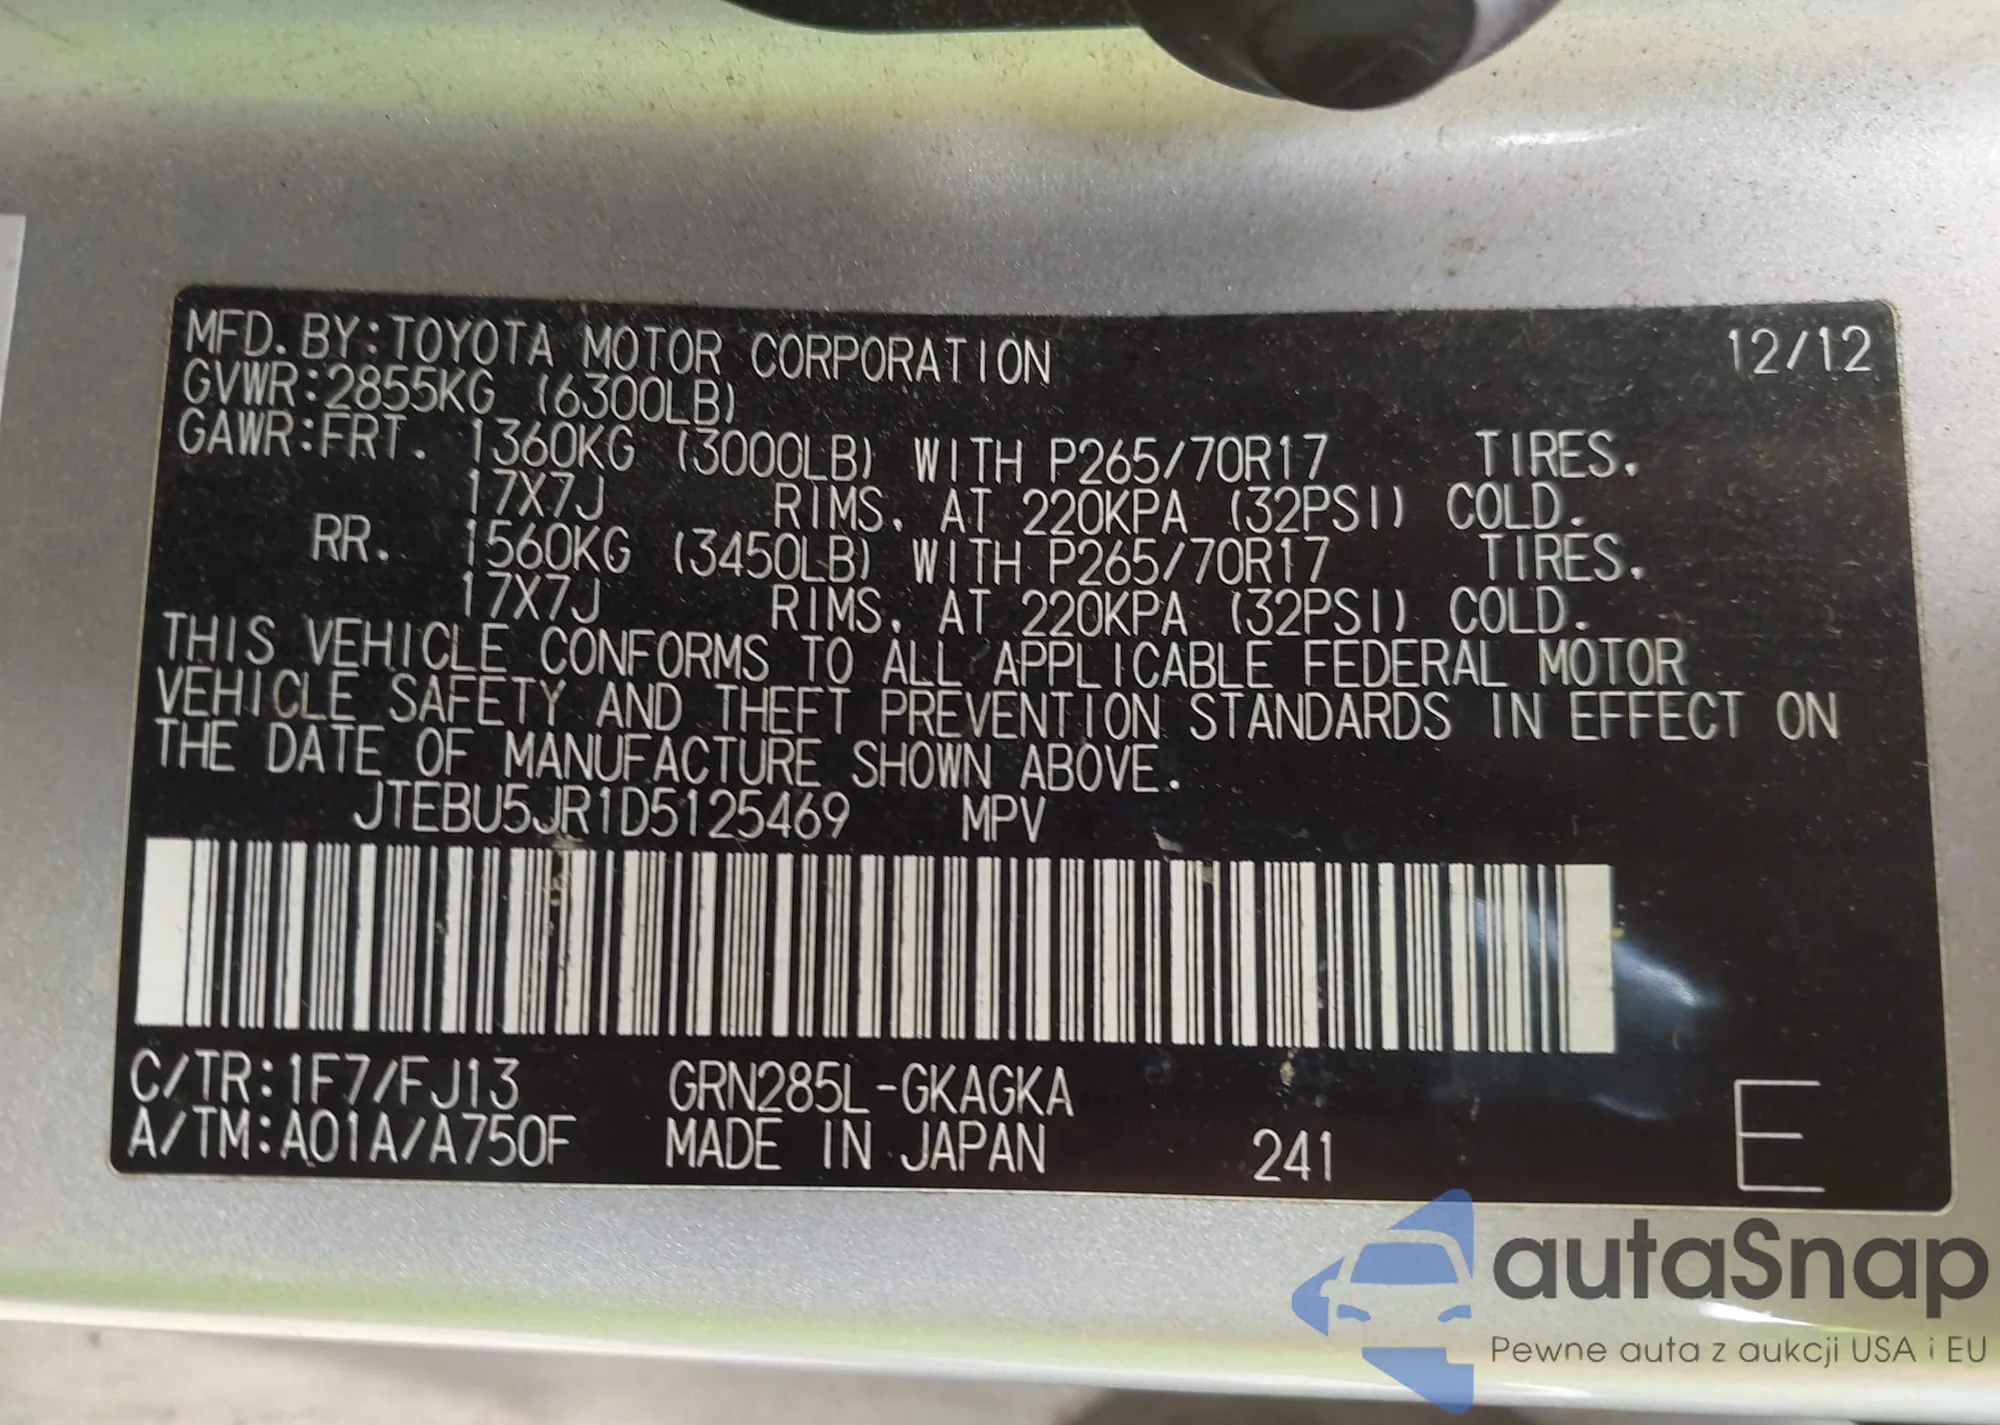 MFD. BY:TOYOTA MOTOR CORPORATION 12/12
GVWR:2855KG (6300LB)
GAWR:FRT. 1360KG (3000LB) WITH P265/70R17 TIRES.
17X7J RIMS, AT 220KPA (32PSI) COLD.
RR. 1560KG (3450LB) WITH P265/70R17 TIRES.
17X7J RIMS, AT 220KPA (32PSI) COLD.
THIS VEHICLE CONFORMS TO ALL APPLICABLE FEDERAL MOTOR
VEHICLE SAFETY AND THEFT PREVENTION STANDARDS IN EFFECT ON
THE DATE OF MANUFACTURE SHOWN ABOVE.
JTEBU5JR1D5125469 MPV
C/TR:1F7/FJ13 GRN285L-GKAGKA
A/TM:A01A/A750F MADE IN JAPAN 241 E
autaSnap
Pewne auta z aukcji USA i EU